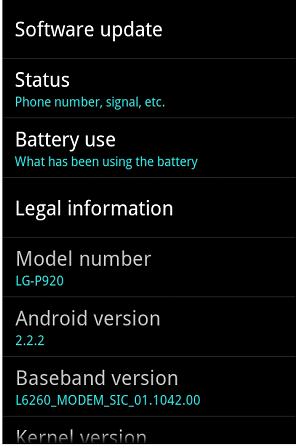 Software update
Status
Phone number, signal, etc.
Battery use
What has been using the battery
Legal information
Model number
LG-P920
Android version
2.2.2
Baseband version
L6260_MODEM_SIC_01.1042.00
Kernel version